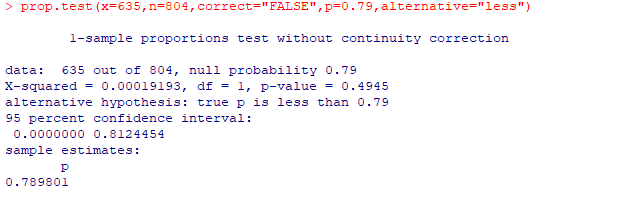 > prop.test(x=635,n=804,correct="FALSE",p=0.79,alternative="less")
1-sample proportions test without continuity correction
data:  635 out of 804, null probability 0.79
X-squared = 0.00019193, df = 1, p-value = 0.4945
alternative hypothesis: true p is less than 0.79
95 percent confidence interval:
0.0000000 0.8124454
sample estimates:
p
0.789801